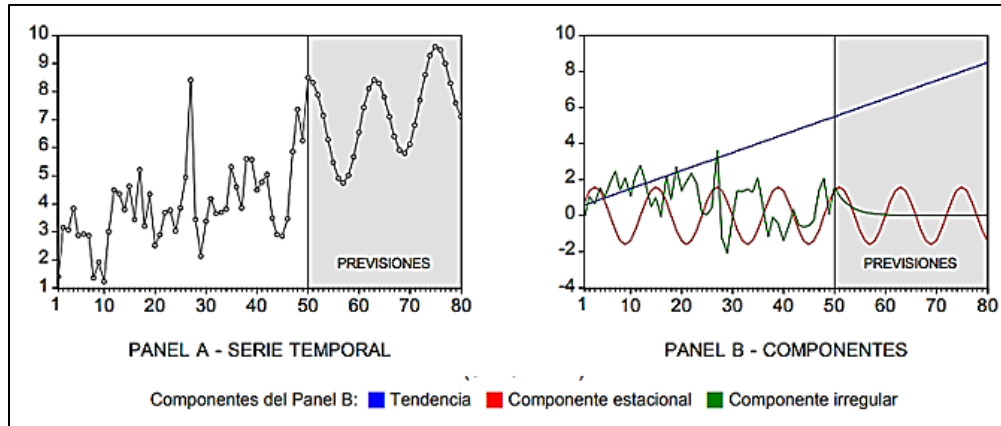 10
9
8
7
6
5
4
3
2
1
1 10 20 30 40 50 60 70 80
PREVISIONES
PANEL A - SERIE TEMPORAL
10
8
6
4
2
0
-2
-4
1 10 20 30 40 50 60 70 80
PREVISIONES
PANEL B - COMPONENTES
Componentes del Panel B: Tendencia Componente estacional Componente irregular